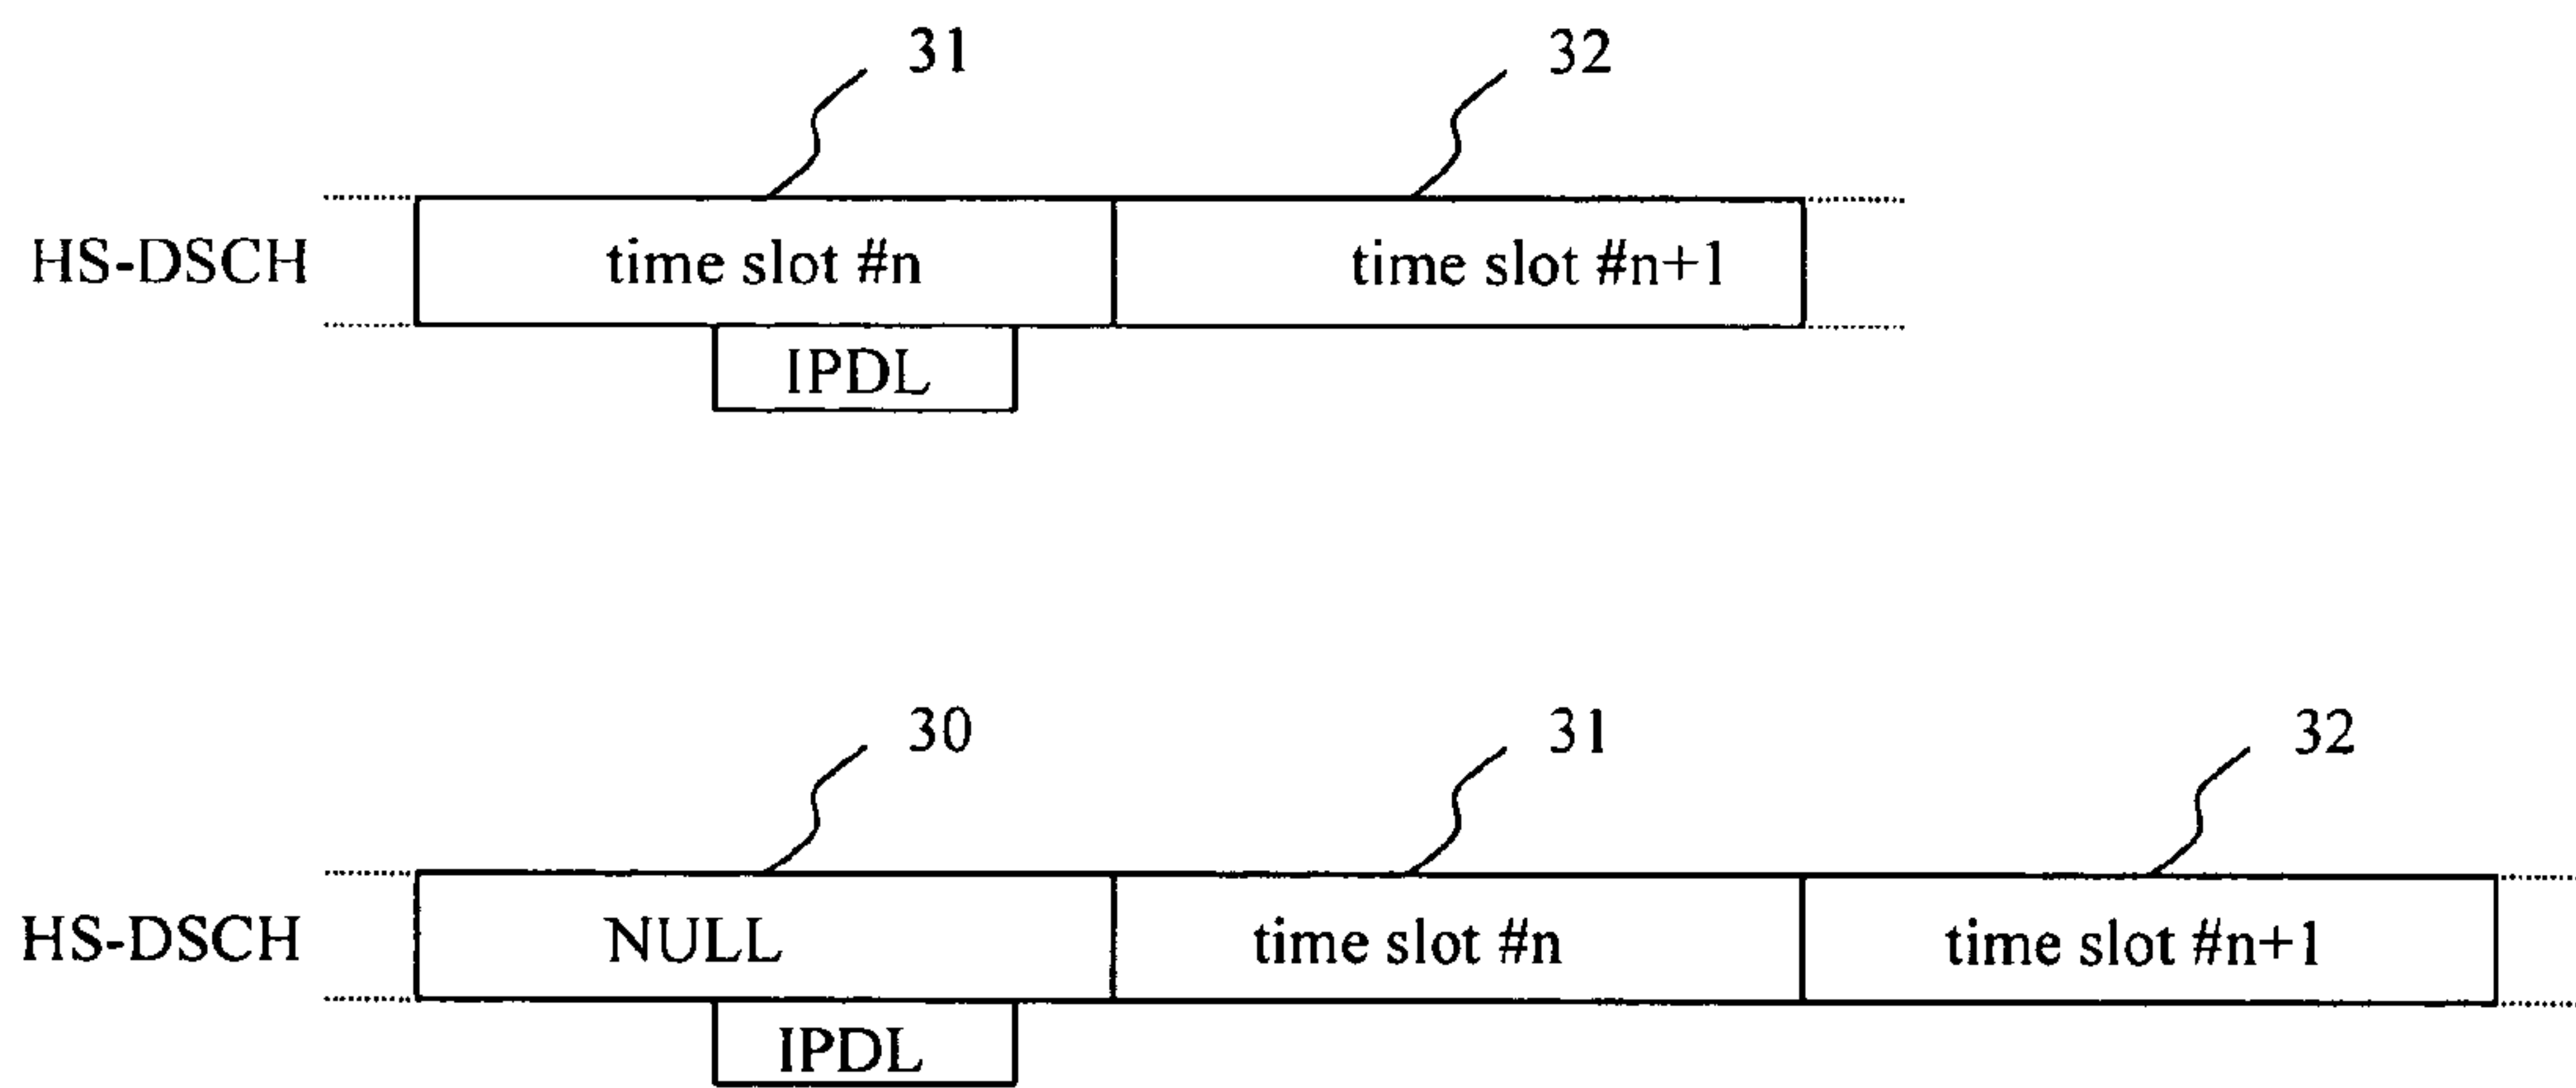 31 32
HS-DSCH time slot #n time slot #n+1
IPDL
30 31 32
HS-DSCH NULL time slot #n time slot #n+1
IPDL